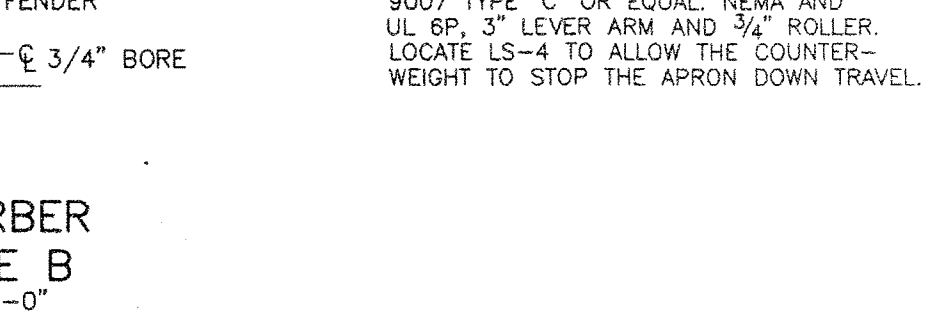 FENDER
℄ 3/4" BORE
9007 TYPE "C" OR EQUAL. NEMA AND
UL 6P, 3" LEVER ARM AND 3/4" ROLLER.
LOCATE LS-4 TO ALLOW THE COUNTER-
WEIGHT TO STOP THE APRON DOWN TRAVEL.
RBER
E B
-0"